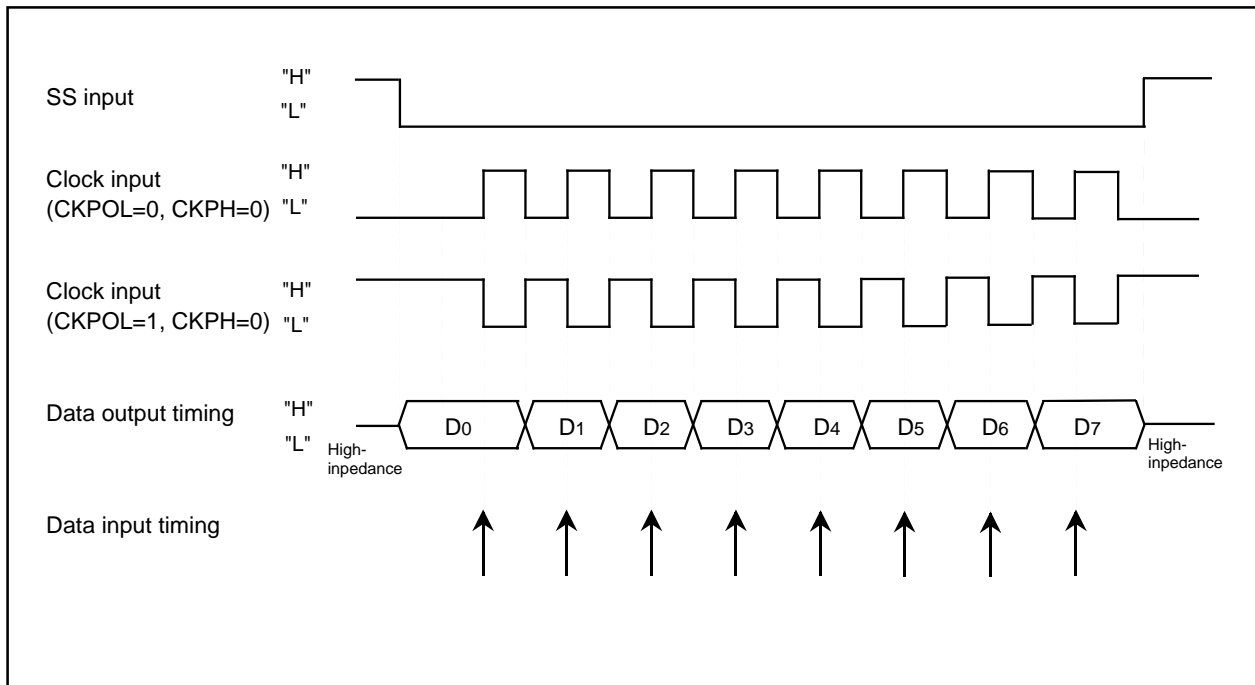 SS input
"H"
"L"
Clock input
(CKPOL=0, CKPH=0)
"H"
"L"
Clock input
(CKPOL=1, CKPH=0)
"H"
"L"
Data output timing
"H"
"L"
High-
inpedance
D0 D1 D2 D3 D4 D5 D6 D7
High-
inpedance
Data input timing